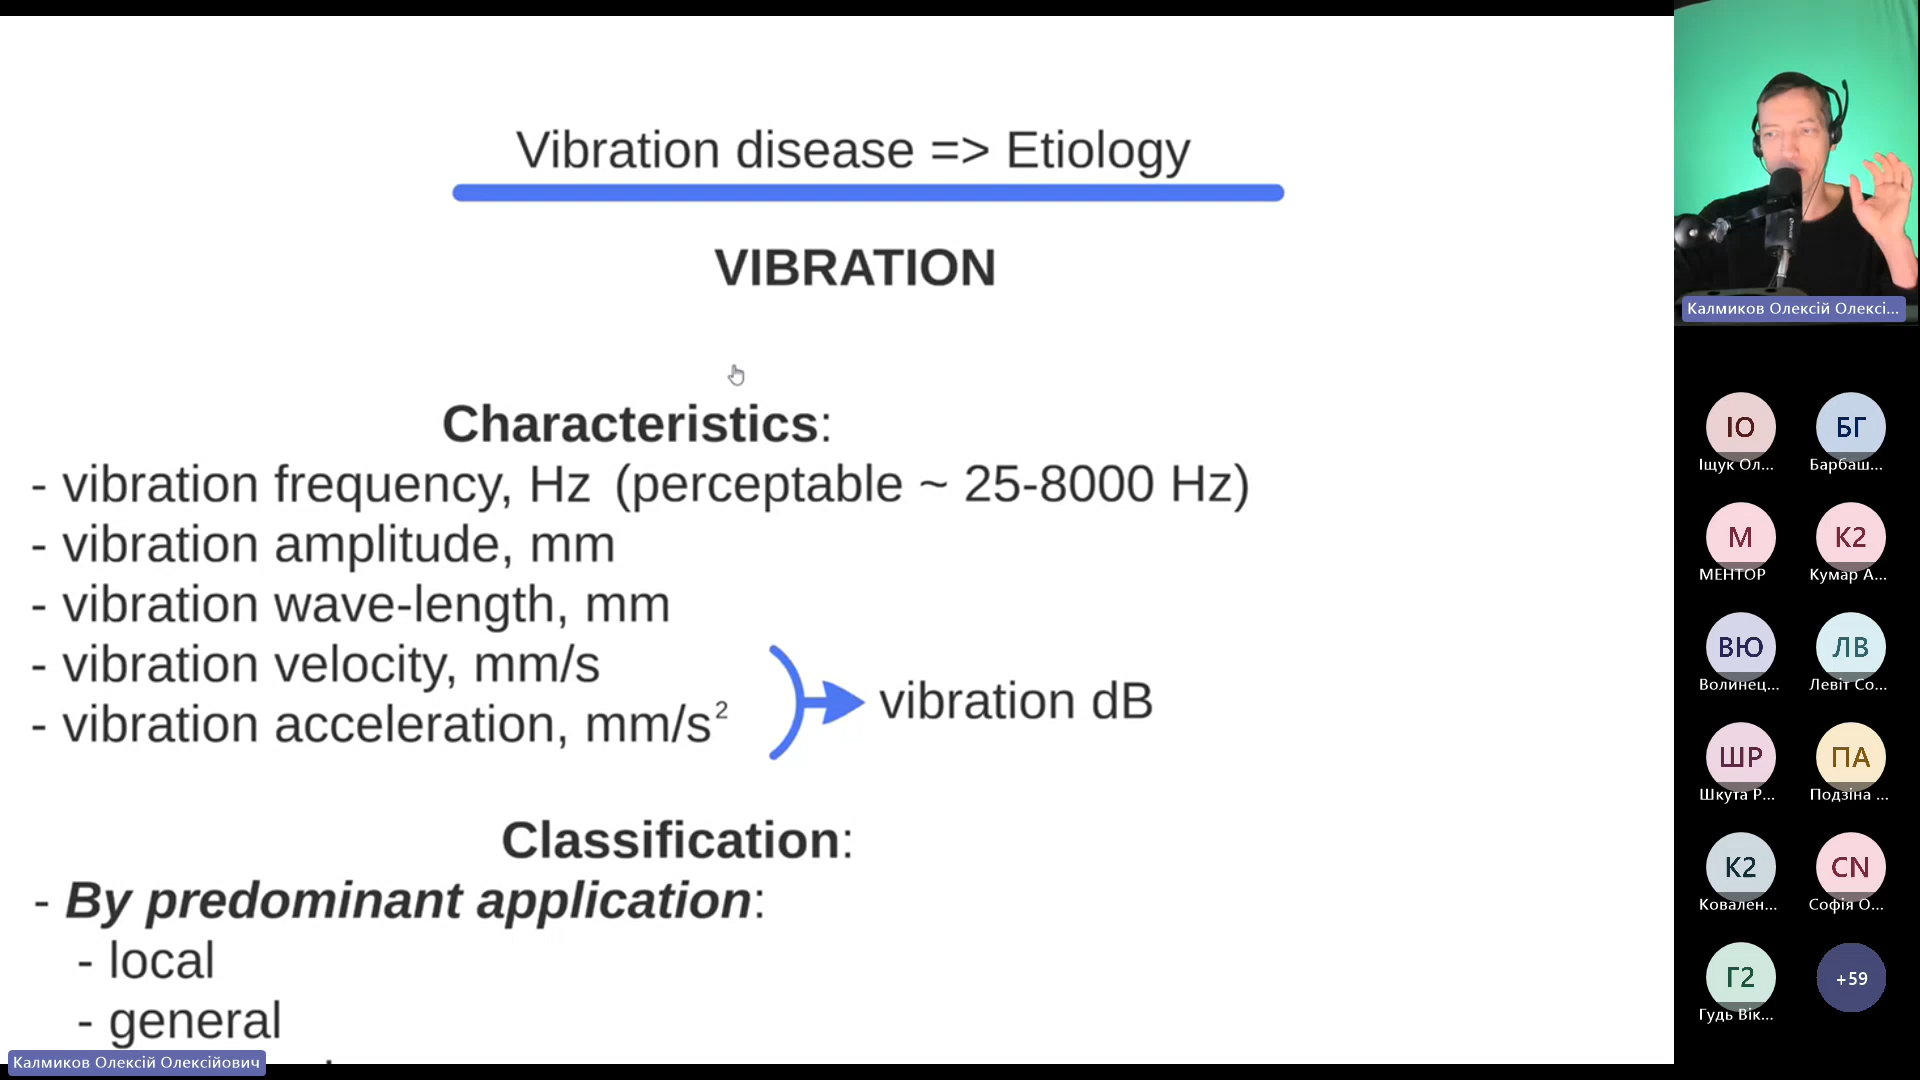 Vibration disease => Etiology
VIBRATION
Characteristics:
- vibration frequency, Hz (perceptable ~ 25-8000 Hz)
- vibration amplitude, mm
- vibration wave-length, mm
- vibration velocity, mm/s
- vibration acceleration, mm/s²
vibration dB
Classification:
- By predominant application:
- local
- general
Калмиков Олексій Олексійович
Калмиков Олексій Олексі...
ІО
Іщук Ол...
БГ
Барбаш...
М
МЕНТОР
К2
Кумар А...
ВЮ
Волинец...
ЛВ
Левіт Со...
ШР
Шкута Р...
ПА
Подзіна ...
К2
Ковален...
CN
Софія О...
Г2
Гудь Вік...
+59